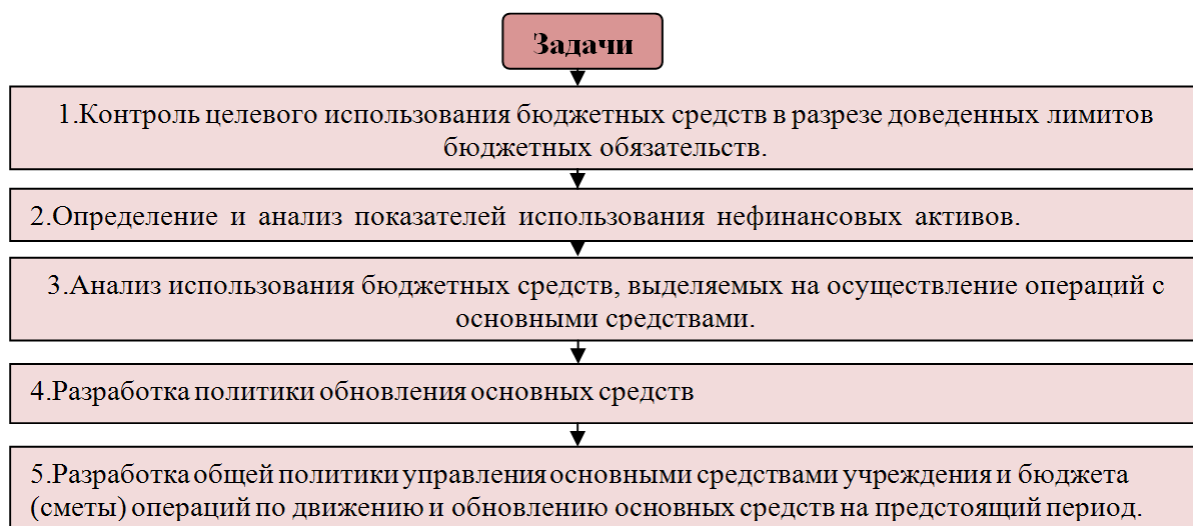 Задачи
1.Контроль целевого использования бюджетных средств в разрезе доведенных лимитов
бюджетных обязательств.
2.Определение и анализ показателей использования нефинансовых активов.
3.Анализ использования бюджетных средств, выделяемых на осуществление операций с
основными средствами.
4.Разработка политики обновления основных средств
5.Разработка общей политики управления основными средствами учреждения и бюджета
(сметы) операций по движению и обновлению основных средств на предстоящий период.